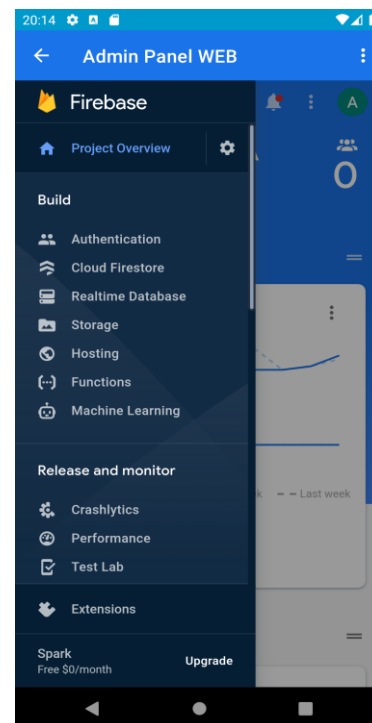 20:14
Admin Panel WEB
Firebase
A
Project Overview
0
Build
Authentication
Cloud Firestore
Realtime Database
Storage
Hosting
Functions
Machine Learning
Release and monitor
Last week
Crashlytics
Performance
Test Lab
Extensions
Spark
Free $0/month
Upgrade